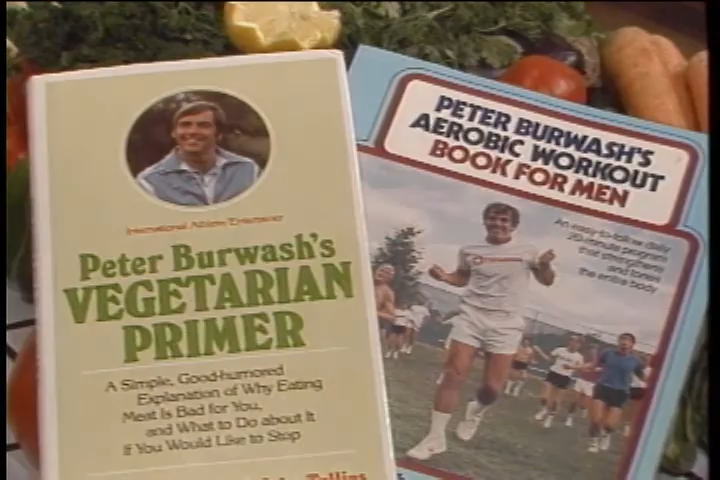 International Athlete/Entertainer
Peter Burwash's
VEGETARIAN
PRIMER
A Simple, Good-humored
Explanation of Why Eating
Meat Is Bad for You,
and What to Do about It
if You Would Like to Stop
Tullius
PETER BURWASH'S
AEROBIC WORKOUT
BOOK FOR MEN
An easy-to-follow daily
20-minute program
that strengthens
and tones
the entire body